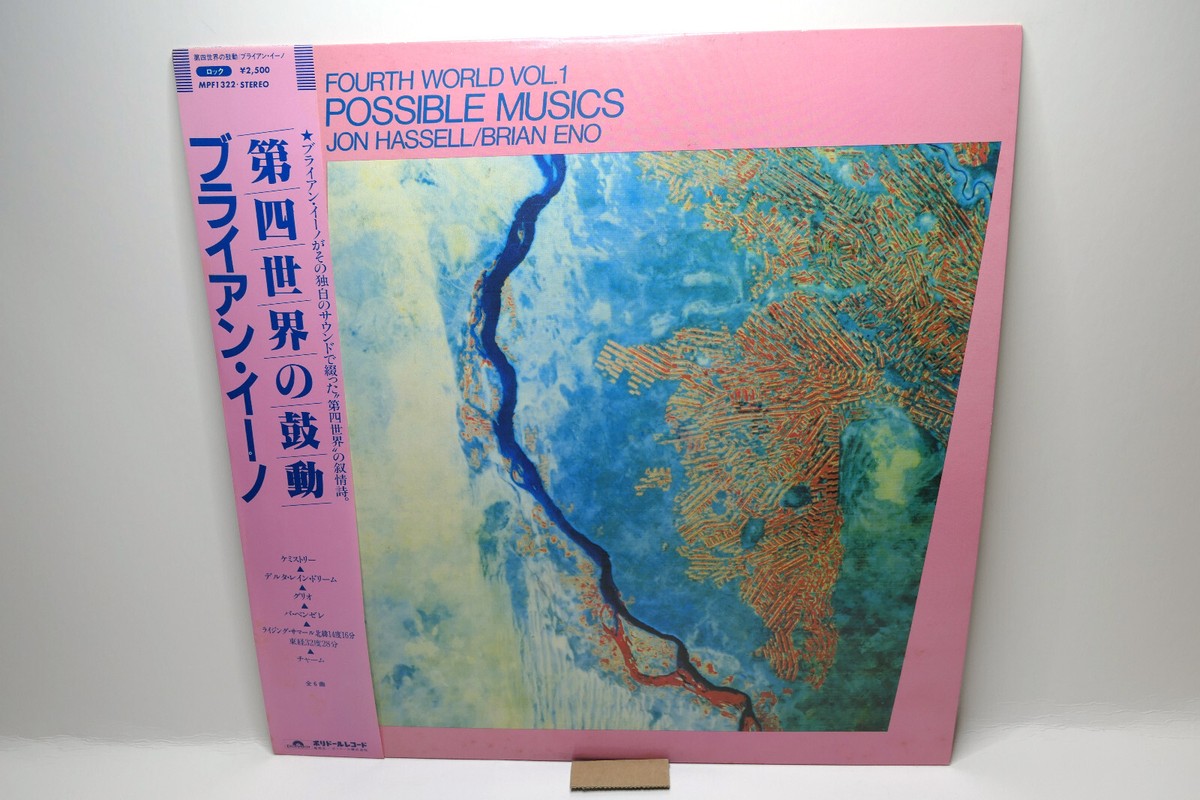 第四世界の鼓動/ブライアン・イーノ
ロック ¥2,500
MPF1322・STEREO
FOURTH WORLD VOL.1
POSSIBLE MUSICS
JON HASSELL/BRIAN ENO
★ブライアン・イーノがその独自のサウンドで綴った〝第四世界〟の叙情詩。
第四世界の鼓動
ブライアン・イーノ
ケミストリー
▲
デルタ・レイン・ドリーム
▲
グリオ
▲
バ・ベンゼレ
▲
ライジング・サマール北緯14度16分
東経32度28分
▲
チャーム
全6曲
ポリドールレコード